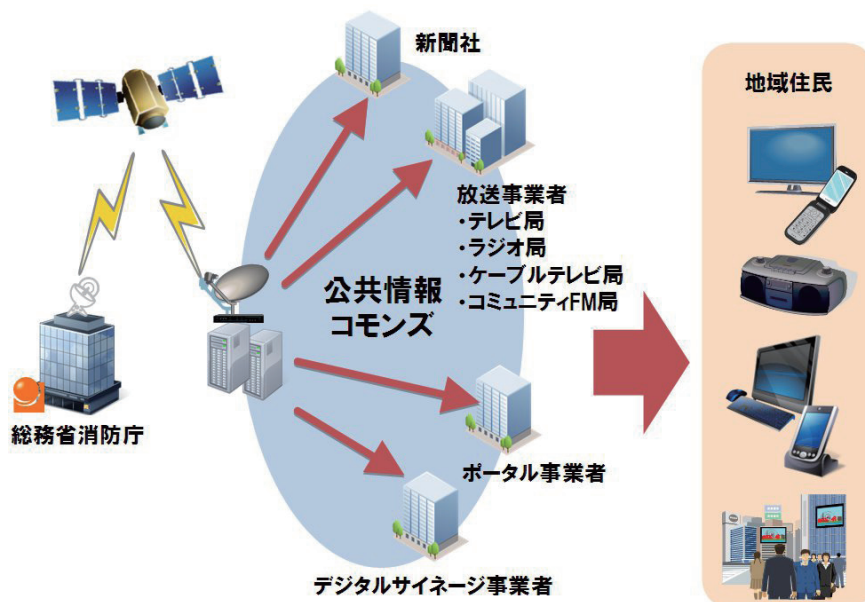 新聞社
地域住民
放送事業者
・テレビ局
・ラジオ局
・ケーブルテレビ局
・コミュニティFM局
公共情報
コモンズ
総務省消防庁
ポータル事業者
デジタルサイネージ事業者